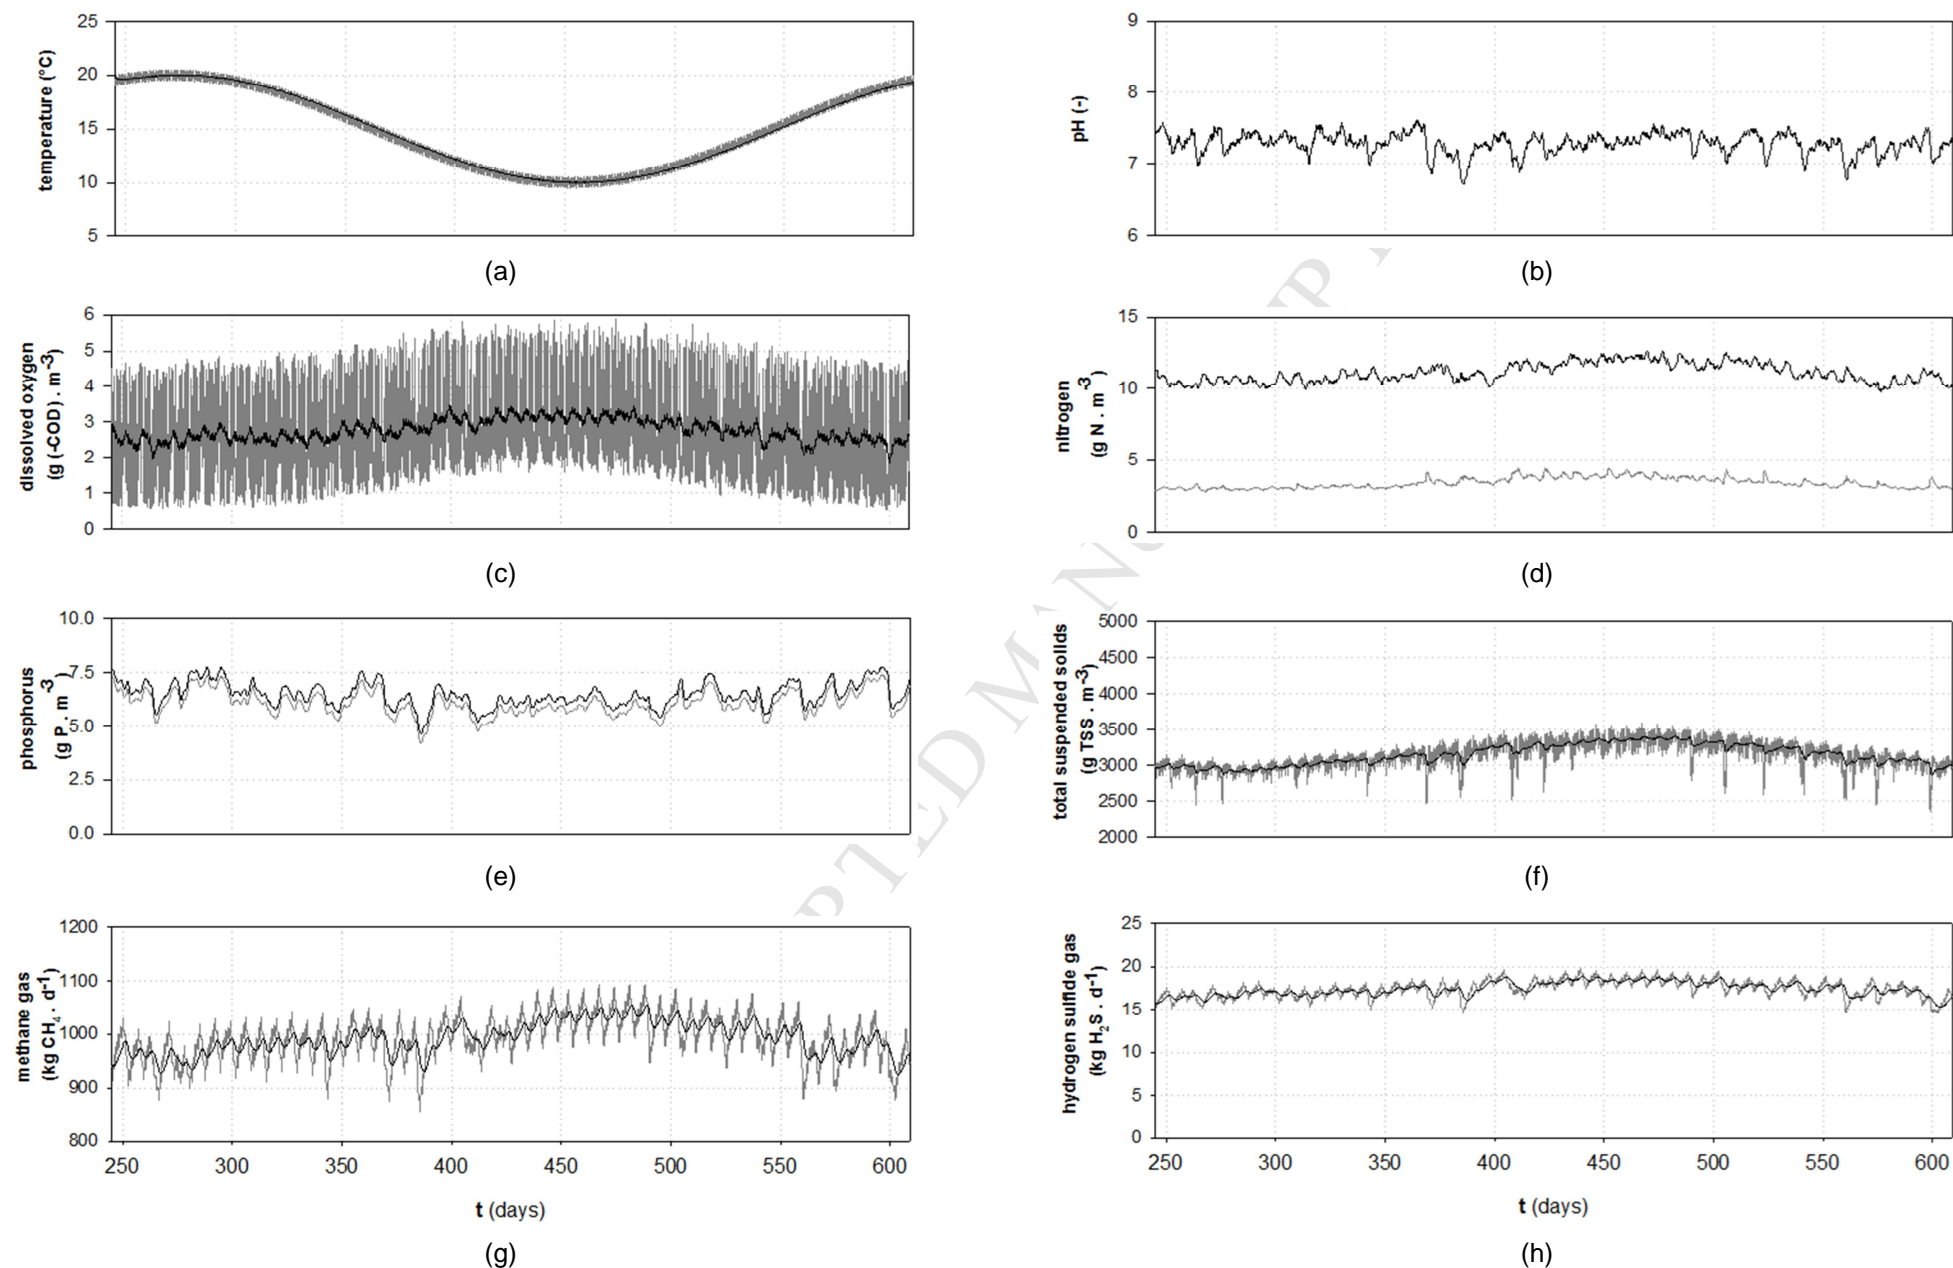 temperature (°C)
25
20
15
10
5
(a)
pH (-)
9
8
7
6
(b)
dissolved oxygen
(g (-COD) . m-3)
6
5
4
3
2
1
0
(c)
nitrogen
(g N . m -3)
15
10
5
0
(d)
phosphorus
(g P . m -3)
10.0
7.5
5.0
2.5
0.0
(e)
total suspended solids
(g TSS . m-3)
5000
4500
4000
3500
3000
2500
2000
(f)
methane gas
(kg CH4 . d-1)
1200
1100
1000
900
800
250 300 350 400 450 500 550 600
t (days)
(g)
hydrogen sulfide gas
(kg H2S . d-1)
25
20
15
10
5
0
250 300 350 400 450 500 550 600
t (days)
(h)